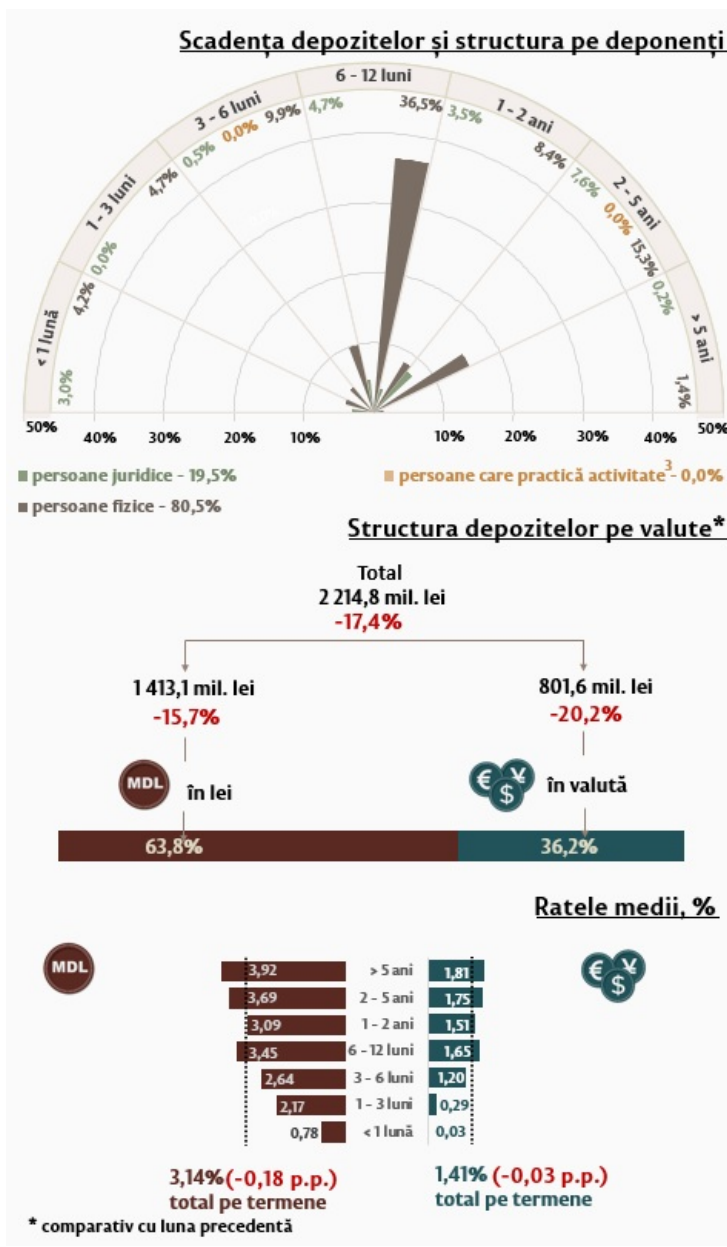 Scadența depozitelor și structura pe deponenți
6 - 12 luni
3 - 6 luni
1 - 2 ani
1 - 3 luni
2 - 5 ani
< 1 lună
> 5 ani
3,0%
4,2%
0,0%
4,7%
0,5%
0,0%
9,9%
4,7%
36,5%
3,5%
8,4%
7,6%
0,0%
15,3%
0,2%
1,4%
50%
40%
30%
20%
10%
10%
20%
30%
40%
50%
persoane juridice - 19,5%
persoane care practică activitate3 - 0,0%
persoane fizice - 80,5%
Structura depozitelor pe valute*
Total
2 214,8 mil. lei
-17,4%
1 413,1 mil. lei
801,6 mil. lei
-15,7%
-20,2%
MDL
în lei
€ ¥ $
în valută
63,8%
36,2%
Ratele medii, %
MDL
€ ¥ $
3,92 > 5 ani 1,81
3,69 2 - 5 ani 1,75
3,09 1 - 2 ani 1,51
3,45 6 - 12 luni 1,65
2,64 3 - 6 luni 1,20
2,17 1 - 3 luni 0,29
0,78 < 1 lună 0,03
3,14% (-0,18 p.p.)
total pe termene
1,41% (-0,03 p.p.)
total pe termene
* comparativ cu luna precedentă